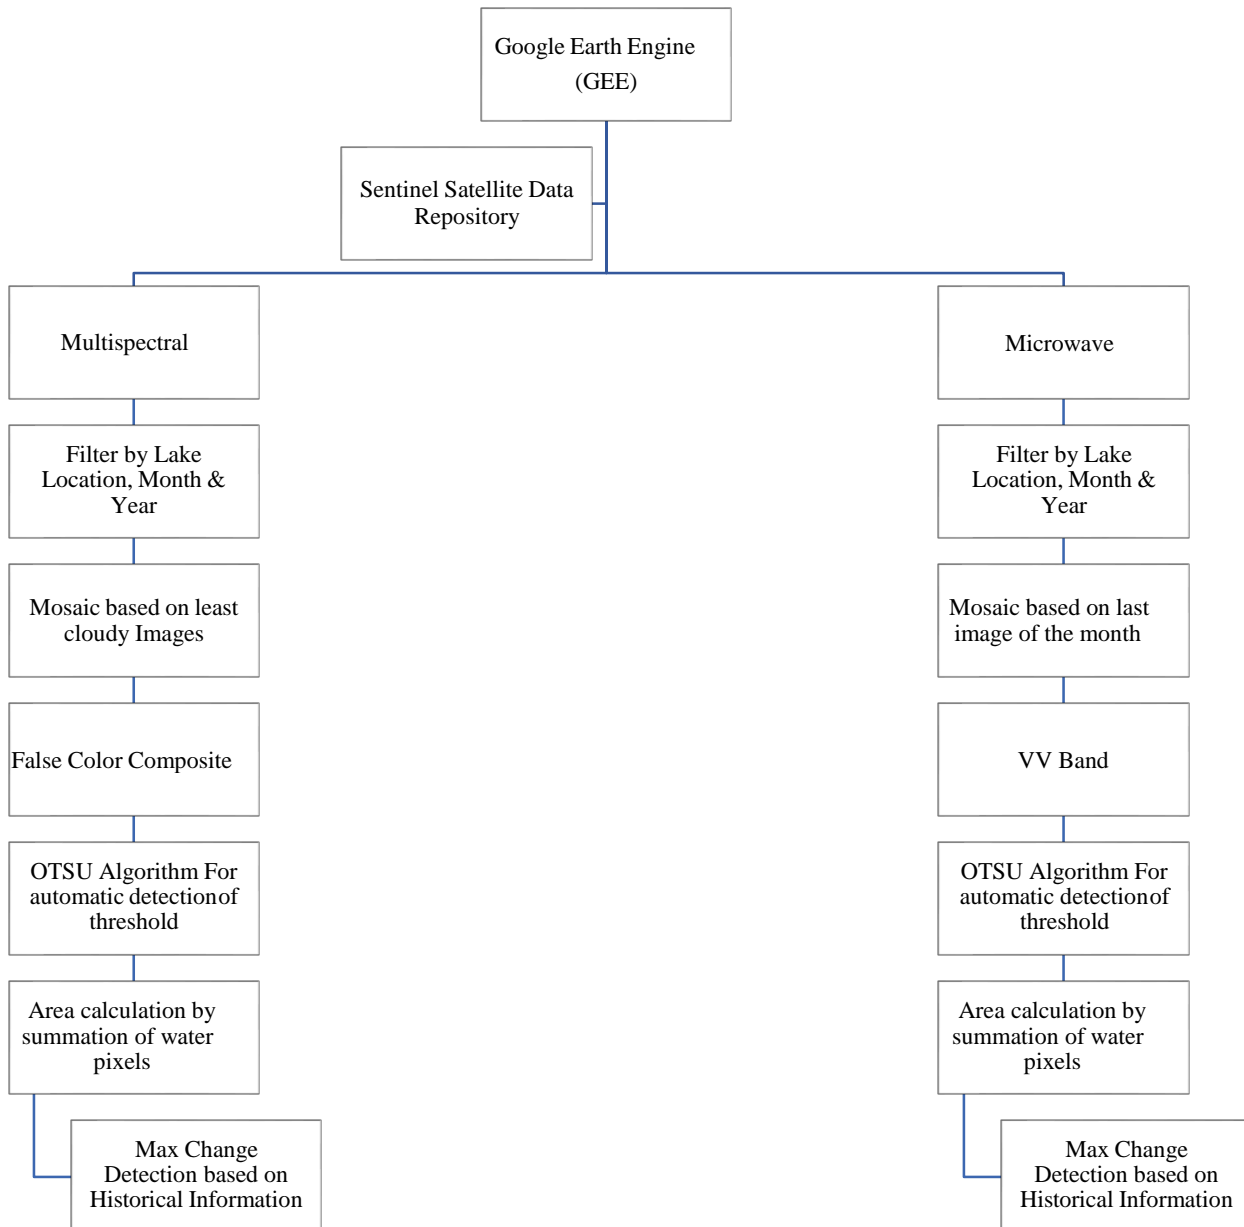 Google Earth Engine
(GEE)
Sentinel Satellite Data
Repository
Multispectral
Filter by Lake
Location, Month &
Year
Mosaic based on least
cloudy Images
False Color Composite
OTSU Algorithm For
automatic detection of
threshold
Area calculation by
summation of water
pixels
Max Change
Detection based on
Historical Information
Microwave
Filter by Lake
Location, Month &
Year
Mosaic based on last
image of the month
VV Band
OTSU Algorithm For
automatic detection of
threshold
Area calculation by
summation of water
pixels
Max Change
Detection based on
Historical Information